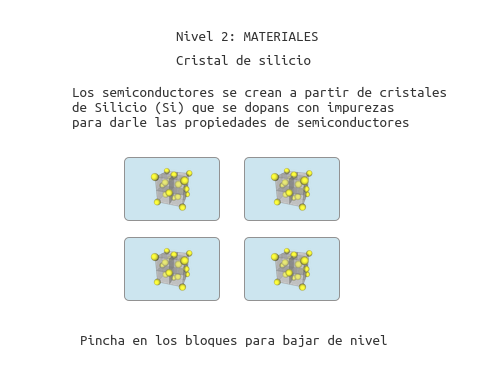 Nivel 2: MATERIALES
Cristal de silicio
Los semiconductores se crean a partir de cristales
de Silicio (Si) que se dopans con impurezas
para darle las propiedades de semiconductores
Pincha en los bloques para bajar de nivel